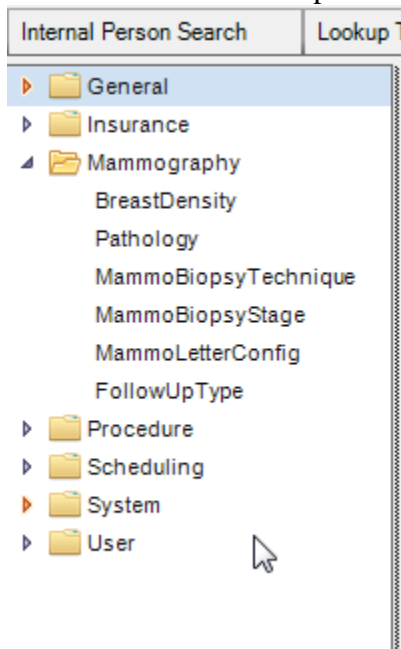 Internal Person Search Lookup
General
Insurance
Mammography
BreastDensity
Pathology
MammoBiopsyTechnique
MammoBiopsyStage
MammoLetterConfig
FollowUpType
Procedure
Scheduling
System
User